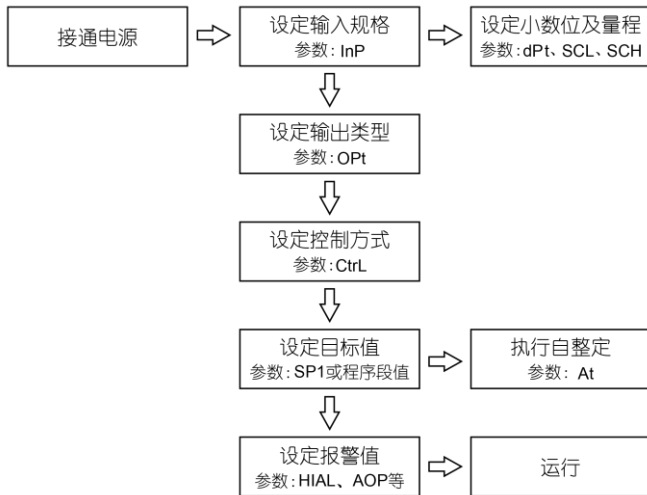 接通电源
设定输入规格
参数: InP
设定小数位及量程
参数:dPt、SCL、SCH
设定输出类型
参数:OPt
设定控制方式
参数:CtrL
设定目标值
参数:SP1或程序段值
执行自整定
参数: At
设定报警值
参数:HIAL、AOP等
运行